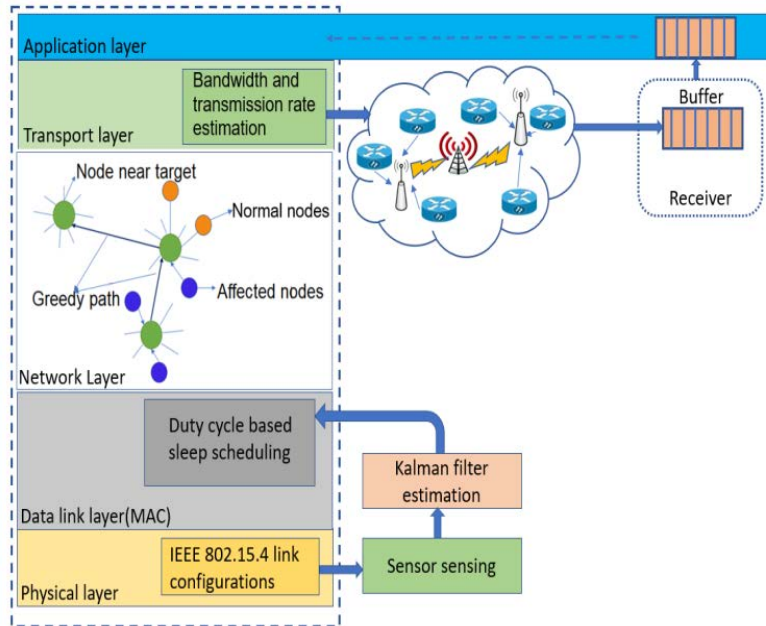 Application layer
Bandwidth and
transmission rate
estimation
Transport layer
Buffer
Receiver
Node near target
Normal nodes
Greedy path
Affected nodes
Network Layer
Duty cycle based
sleep scheduling
Data link layer(MAC)
Kalman filter
estimation
IEEE 802.15.4 link
configurations
Physical layer
Sensor sensing